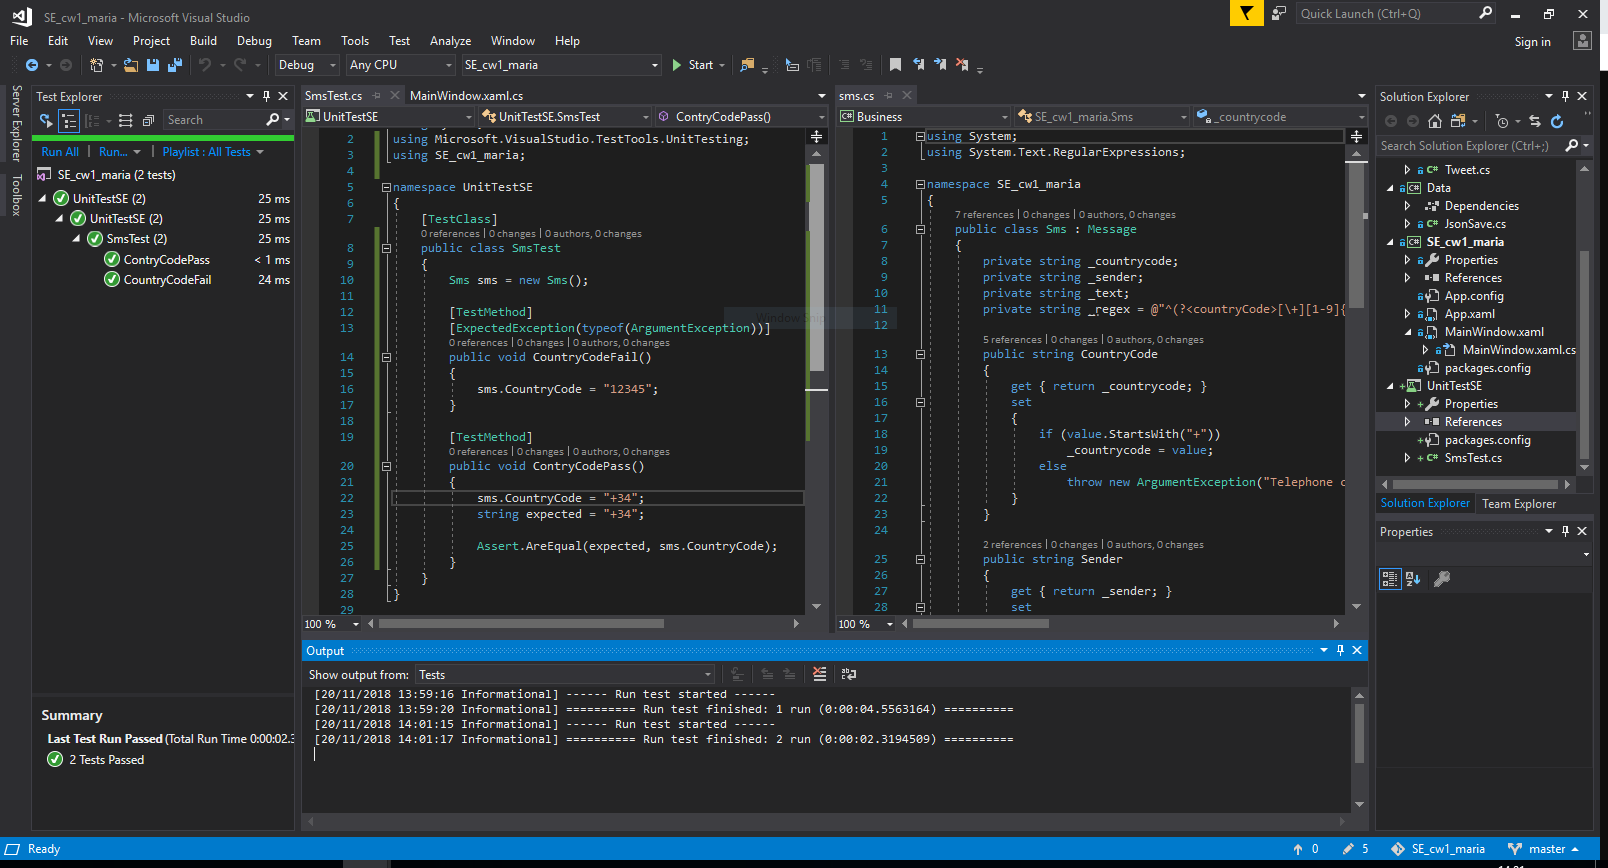 SE_cw1_maria - Microsoft Visual Studio
Quick Launch (Ctrl+Q)
File Edit View Project Build Debug Team Tools Test Analyze Window Help
Sign in
Debug Any CPU SE_cw1_maria Start
Server Explorer
Toolbox
Test Explorer
Search
Run All | Run... | Playlist : All Tests
SE_cw1_maria (2 tests)
UnitTestSE (2) 25 ms
UnitTestSE (2) 25 ms
SmsTest (2) 25 ms
ContryCodePass < 1 ms
CountryCodeFail 24 ms
Summary
Last Test Run Passed (Total Run Time 0:00:02.3
2 Tests Passed
SmsTest.cs MainWindow.xaml.cs
UnitTestSE UnitTestSE.SmsTest ContryCodePass()
2 using Microsoft.VisualStudio.TestTools.UnitTesting;
3 using SE_cw1_maria;
4
5 namespace UnitTestSE
6 {
7 [TestClass]
0 references | 0 changes | 0 authors, 0 changes
8 public class SmsTest
9 {
10 Sms sms = new Sms();
11
12 [TestMethod]
13 [ExpectedException(typeof(ArgumentException))]
0 references | 0 changes | 0 authors, 0 changes
14 public void CountryCodeFail()
15 {
16 sms.CountryCode = "12345";
17 }
18
19 [TestMethod]
0 references | 0 changes | 0 authors, 0 changes
20 public void ContryCodePass()
21 {
22 sms.CountryCode = "+34";
23 string expected = "+34";
24
25 Assert.AreEqual(expected, sms.CountryCode);
26 }
27 }
28 }
29
100 %
sms.cs
Business SE_cw1_maria.Sms _countrycode
1 using System;
2 using System.Text.RegularExpressions;
3
4 namespace SE_cw1_maria
5 {
7 references | 0 changes | 0 authors, 0 changes
6 public class Sms : Message
7 {
8 private string _countrycode;
9 private string _sender;
10 private string _text;
11 private string _regex = @"^(?<countryCode>[\+][1-9]{
12
5 references | 0 changes | 0 authors, 0 changes
13 public string CountryCode
14 {
15 get { return _countrycode; }
16 set
17 {
18 if (value.StartsWith("+"))
19 _countrycode = value;
20 else
21 throw new ArgumentException("Telephone c
22 }
23 }
24
2 references | 0 changes | 0 authors, 0 changes
25 public string Sender
26 {
27 get { return _sender; }
28 set
100 %
Window Snip
Output
Show output from: Tests
[20/11/2018 13:59:16 Informational] ------ Run test started ------
[20/11/2018 13:59:20 Informational] ========== Run test finished: 1 run (0:00:04.5563164) ==========
[20/11/2018 14:01:15 Informational] ------ Run test started ------
[20/11/2018 14:01:17 Informational] ========== Run test finished: 2 run (0:00:02.3194509) ==========
Solution Explorer
Search Solution Explorer (Ctrl+;)
C# Tweet.cs
C# Data
Dependencies
C# JsonSave.cs
C# SE_cw1_maria
Properties
References
App.config
App.xaml
MainWindow.xaml
MainWindow.xaml.cs
packages.config
UnitTestSE
Properties
References
packages.config
C# SmsTest.cs
Solution Explorer Team Explorer
Properties
Ready
0 5 SE_cw1_maria master